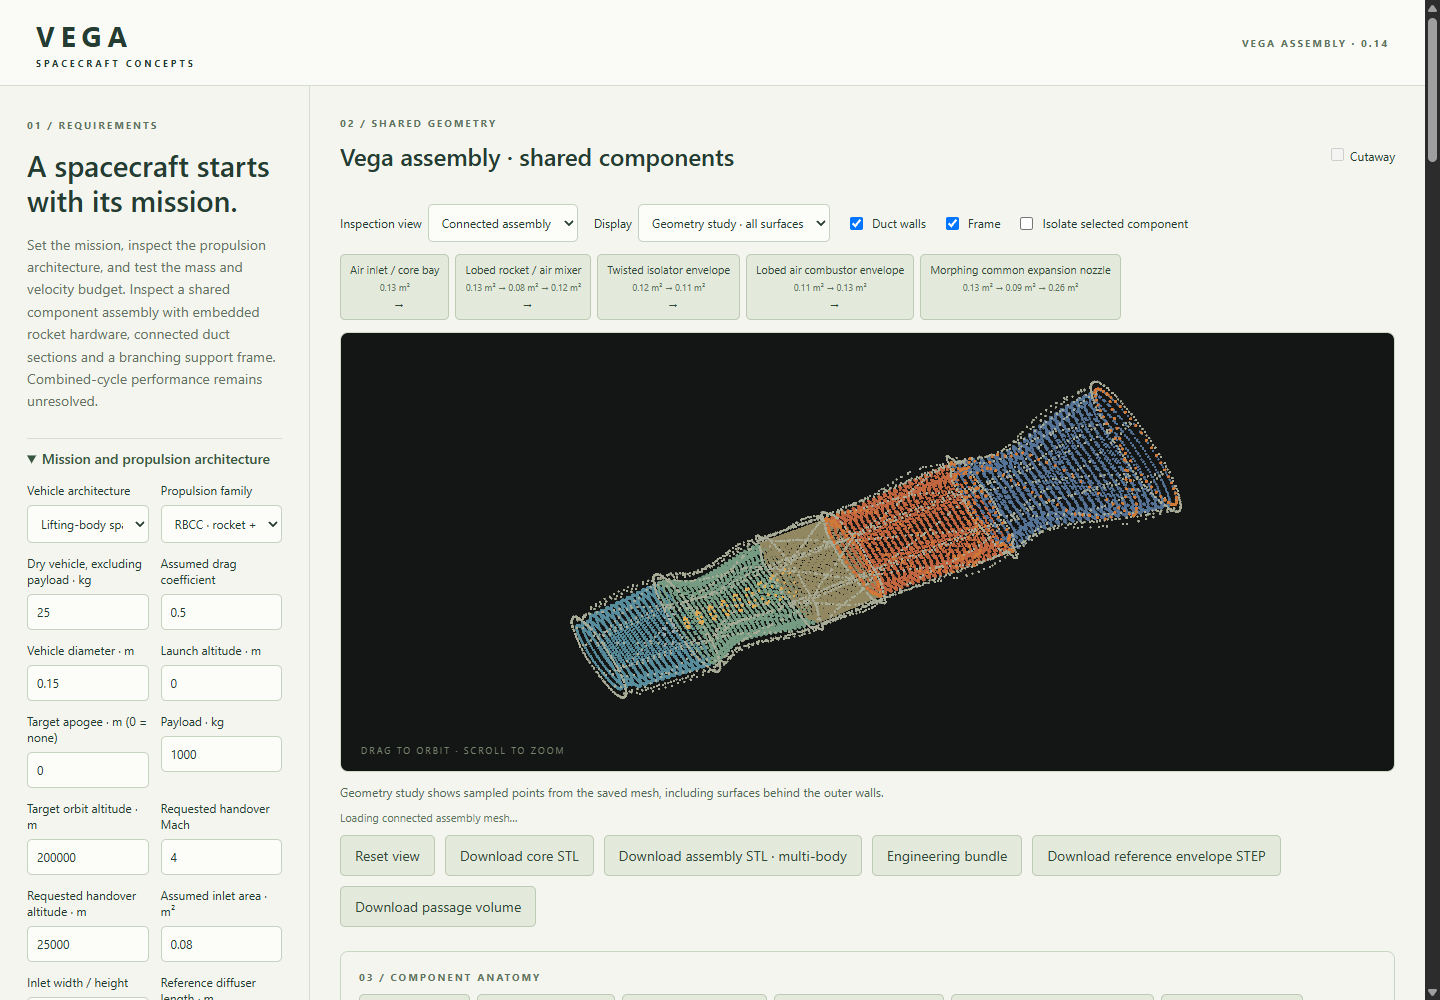 VEGA
SPACECRAFT CONCEPTS
VEGA ASSEMBLY · 0.14
01 / REQUIREMENTS
A spacecraft starts
with its mission.
Set the mission, inspect the propulsion
architecture, and test the mass and
velocity budget. Inspect a shared
component assembly with embedded
rocket hardware, connected duct
sections and a branching support frame.
Combined-cycle performance remains
unresolved.
▼ Mission and propulsion architecture
Vehicle architecture
Lifting-body spa
Propulsion family
RBCC · rocket +
Dry vehicle, excluding
payload · kg
25
Assumed drag
coefficient
0.5
Vehicle diameter · m
0.15
Launch altitude · m
0
Target apogee · m (0 =
none)
0
Payload · kg
1000
Target orbit altitude ·
m
200000
Requested handover
Mach
4
Requested handover
altitude · m
25000
Assumed inlet area ·
m²
0.08
Inlet width / height
Reference diffuser
length · m
02 / SHARED GEOMETRY
Vega assembly · shared components
Cutaway
Inspection view
Connected assembly
Display
Geometry study · all surfaces
Duct walls
Frame
Isolate selected component
Air inlet / core bay
0.13 m²
→
Lobed rocket / air mixer
0.13 m² → 0.08 m² → 0.12 m²
→
Twisted isolator envelope
0.12 m² → 0.11 m²
→
Lobed air combustor envelope
0.11 m² → 0.13 m²
→
Morphing common expansion nozzle
0.13 m² → 0.09 m² → 0.26 m²
DRAG TO ORBIT · SCROLL TO ZOOM
Geometry study shows sampled points from the saved mesh, including surfaces behind the outer walls.
Loading connected assembly mesh...
Reset view
Download core STL
Download assembly STL · multi-body
Engineering bundle
Download reference envelope STEP
Download passage volume
03 / COMPONENT ANATOMY